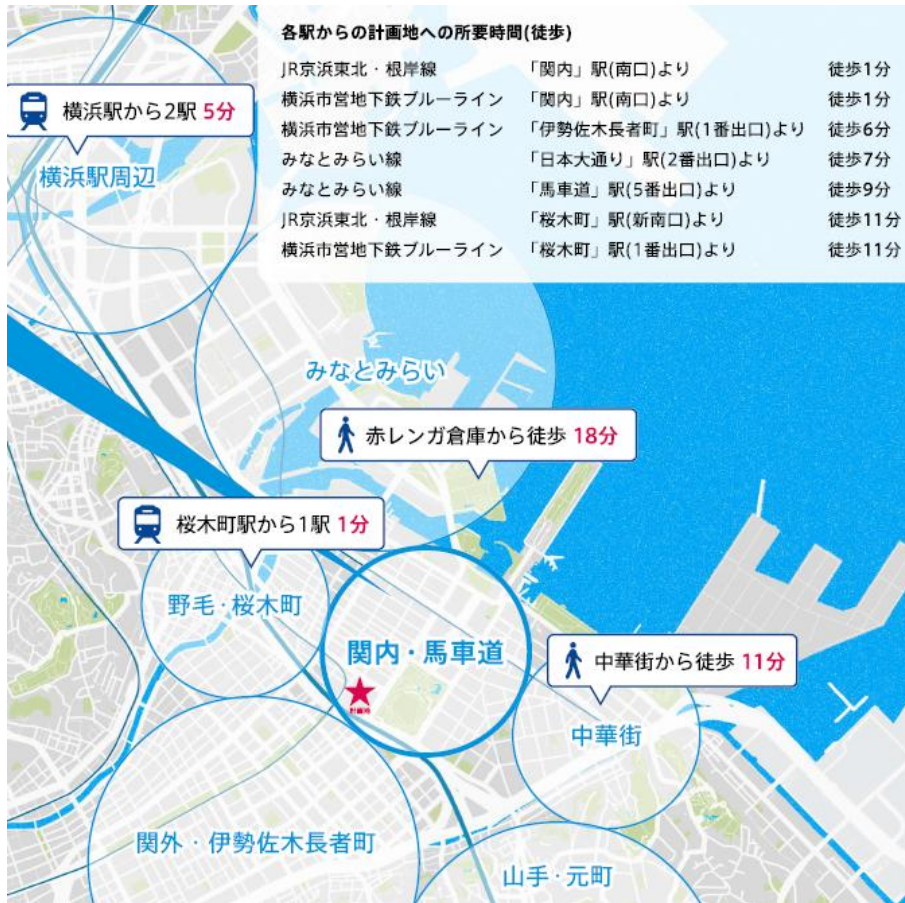 各駅からの計画地への所要時間(徒歩)
JR京浜東北・根岸線 「関内」駅(南口)より 徒歩1分
横浜市営地下鉄ブルーライン 「関内」駅(南口)より 徒歩1分
横浜市営地下鉄ブルーライン 「伊勢佐木長者町」駅(1番出口)より 徒歩6分
みなとみらい線 「日本大通り」駅(2番出口)より 徒歩7分
みなとみらい線 「馬車道」駅(5番出口)より 徒歩9分
JR京浜東北・根岸線 「桜木町」駅(新南口)より 徒歩11分
横浜市営地下鉄ブルーライン 「桜木町」駅(1番出口)より 徒歩11分
横浜駅から2駅 5分
横浜駅周辺
みなとみらい
赤レンガ倉庫から徒歩 18分
桜木町駅から1駅 1分
野毛・桜木町
関内・馬車道
計画地
中華街から徒歩 11分
中華街
関外・伊勢佐木長者町
山手・元町